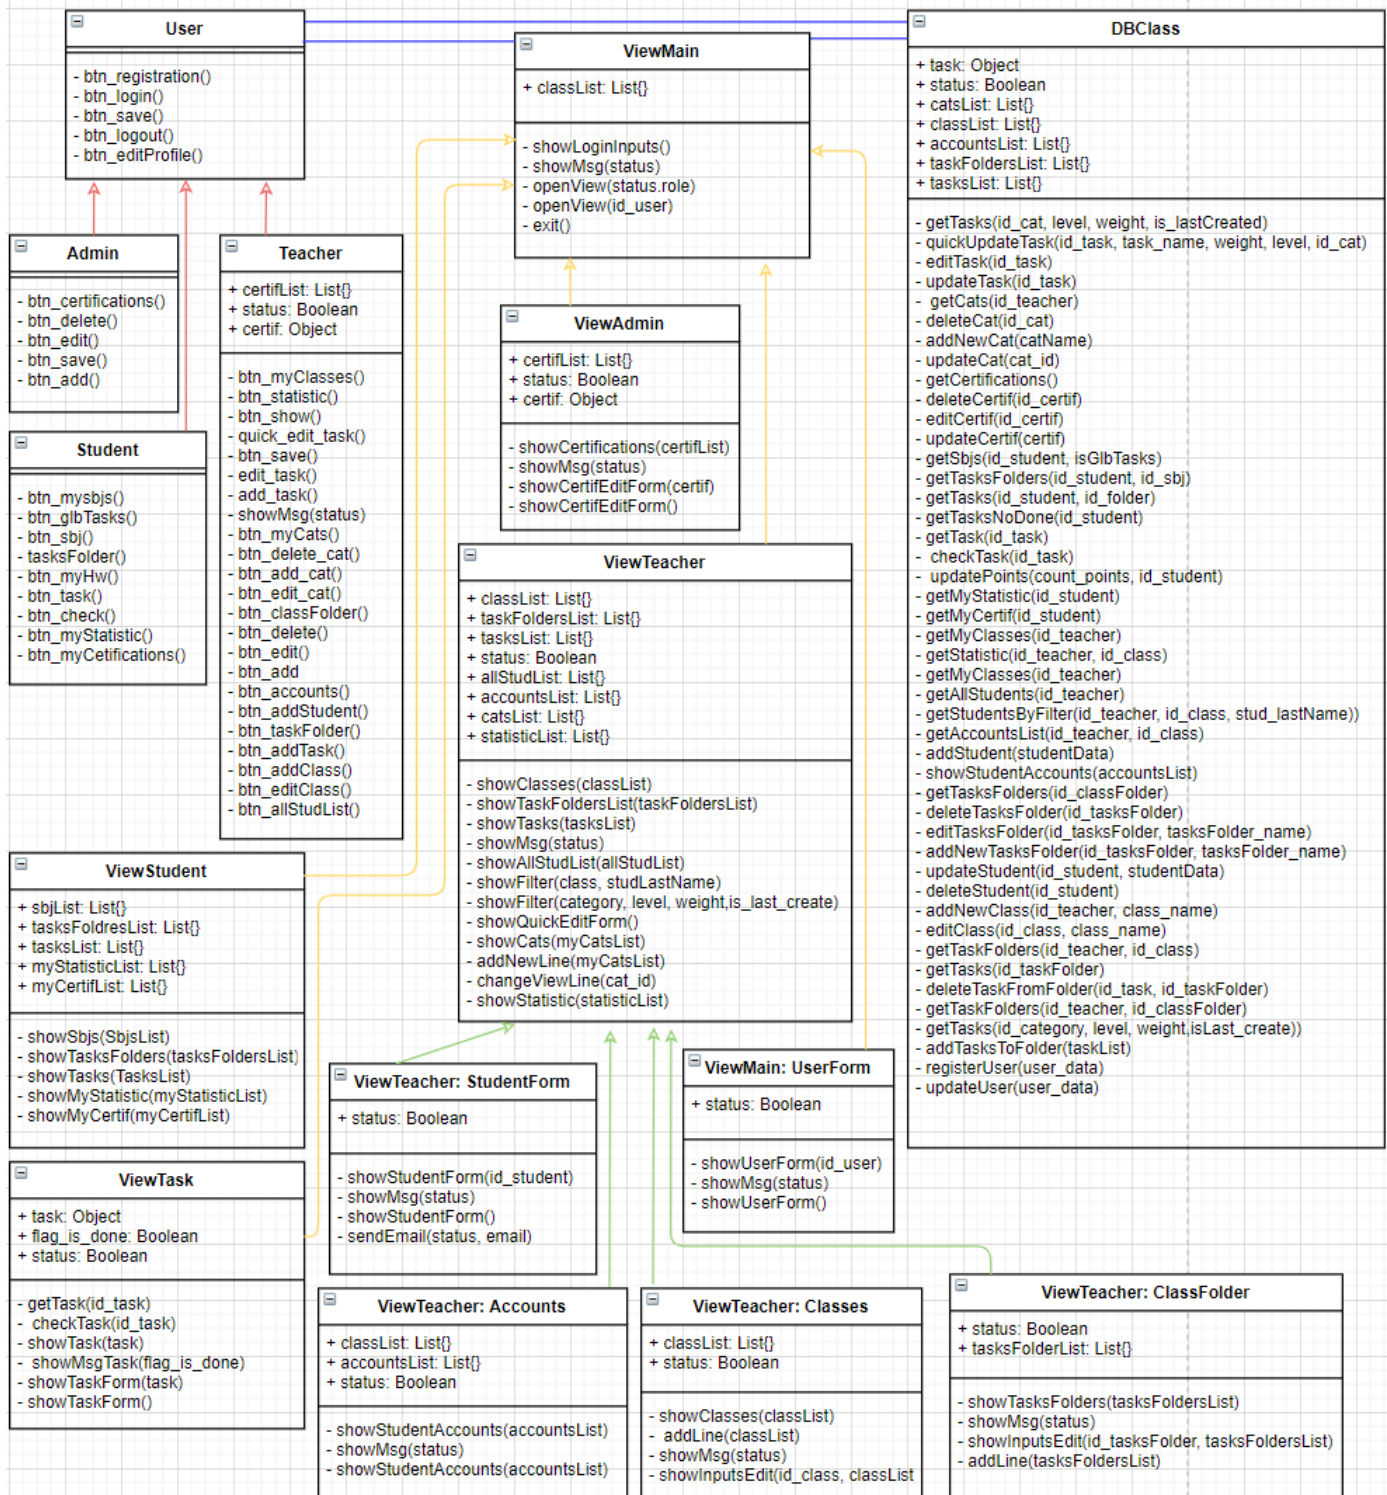 User
- btn_registration()
- btn_login()
- btn_save()
- btn_logout()
- btn_editProfile()
ViewMain
+ classList: List{}
- showLoginInputs()
- showMsg(status)
- openView(status.role)
- openView(id_user)
- exit()
DBClass
+ task: Object
+ status: Boolean
+ catsList: List{}
+ classList: List{}
+ accountsList: List{}
+ taskFoldersList: List{}
+ tasksList: List{}
- getTasks(id_cat, level, weight, is_lastCreated)
- quickUpdateTask(id_task, task_name, weight, level, id_cat)
- editTask(id_task)
- updateTask(id_task)
- getCats(id_teacher)
- deleteCat(id_cat)
- addNewCat(catName)
- updateCat(cat_id)
- getCertifications()
- deleteCertif(id_certif)
- editCertif(id_certif)
- updateCertif(certif)
- getSbjs(id_student, isGlbTasks)
- getTasksFolders(id_student, id_sbj)
- getTasks(id_student, id_folder)
- getTasksNoDone(id_student)
- getTask(id_task)
- checkTask(id_task)
- updatePoints(count_points, id_student)
- getMyStatistic(id_student)
- getMyCertif(id_student)
- getMyClasses(id_teacher)
- getStatistic(id_teacher, id_class)
- getMyClasses(id_teacher)
- getAllStudents(id_teacher)
- getStudentsByFilter(id_teacher, id_class, stud_lastName))
- getAccountsList(id_teacher, id_class)
- addStudent(studentData)
- showStudentAccounts(accountsList)
- getTasksFolders(id_classFolder)
- deleteTasksFolder(id_tasksFolder)
- editTasksFolder(id_tasksFolder, tasksFolder_name)
- addNewTasksFolder(id_tasksFolder, tasksFolder_name)
- updateStudent(id_student, studentData)
- deleteStudent(id_student)
- addNewClass(id_teacher, class_name)
- editClass(id_class, class_name)
- getTaskFolders(id_teacher, id_class)
- getTasks(id_taskFolder)
- deleteTaskFromFolder(id_task, id_taskFolder)
- getTaskFolders(id_teacher, id_classFolder)
- getTasks(id_category, level, weight,isLast_create))
- addTasksToFolder(taskList)
- registerUser(user_data)
- updateUser(user_data)
Admin
- btn_certifications()
- btn_delete()
- btn_edit()
- btn_save()
- btn_add()
Teacher
+ certifList: List{}
+ status: Boolean
+ certif: Object
- btn_myClasses()
- btn_statistic()
- btn_show()
- quick_edit_task()
- btn_save()
- edit_task()
- add_task()
- showMsg(status)
- btn_myCats()
- btn_delete_cat()
- btn_add_cat()
- btn_edit_cat()
- btn_classFolder()
- btn_delete()
- btn_edit()
- btn_add
- btn_accounts()
- btn_addStudent()
- btn_taskFolder()
- btn_addTask()
- btn_addClass()
- btn_editClass()
- btn_allStudList()
ViewAdmin
+ certifList: List{}
+ status: Boolean
+ certif: Object
- showCertifications(certifList)
- showMsg(status)
- showCertifEditForm(certif)
- showCertifEditForm()
Student
- btn_mysbjs()
- btn_glbTasks()
- btn_sbj()
- tasksFolder()
- btn_myHw()
- btn_task()
- btn_check()
- btn_myStatistic()
- btn_myCetifications()
ViewTeacher
+ classList: List{}
+ taskFoldersList: List{}
+ tasksList: List{}
+ status: Boolean
+ allStudList: List{}
+ accountsList: List{}
+ catsList: List{}
+ statisticList: List{}
- showClasses(classList)
- showTaskFoldersList(taskFoldersList)
- showTasks(tasksList)
- showMsg(status)
- showAllStudList(allStudList)
- showFilter(class, studLastName)
- showFilter(category, level, weight,is_last_create)
- showQuickEditForm()
- showCats(myCatsList)
- addNewLine(myCatsList)
- changeViewLine(cat_id)
- showStatistic(statisticList)
ViewStudent
+ sbjList: List{}
+ tasksFoldresList: List{}
+ tasksList: List{}
+ myStatisticList: List{}
+ myCertifList: List{}
- showSbjs(SbjsList)
- showTasksFolders(tasksFoldersList)
- showTasks(TasksList)
- showMyStatistic(myStatisticList)
- showMyCertif(myCertifList)
ViewTeacher: StudentForm
+ status: Boolean
- showStudentForm(id_student)
- showMsg(status)
- showStudentForm()
- sendEmail(status, email)
ViewMain: UserForm
+ status: Boolean
- showUserForm(id_user)
- showMsg(status)
- showUserForm()
ViewTask
+ task: Object
+ flag_is_done: Boolean
+ status: Boolean
- getTask(id_task)
- checkTask(id_task)
- showTask(task)
- showMsgTask(flag_is_done)
- showTaskForm(task)
- showTaskForm()
ViewTeacher: Accounts
+ classList: List{}
+ accountsList: List{}
+ status: Boolean
- showStudentAccounts(accountsList)
- showMsg(status)
- showStudentAccounts(accountsList)
ViewTeacher: Classes
+ classList: List{}
+ status: Boolean
- showClasses(classList)
- addLine(classList)
- showMsg(status)
- showInputsEdit(id_class, classList
ViewTeacher: ClassFolder
+ status: Boolean
+ tasksFolderList: List{}
- showTasksFolders(tasksFoldersList)
- showMsg(status)
- showInputsEdit(id_tasksFolder, tasksFoldersList)
- addLine(tasksFoldersList)